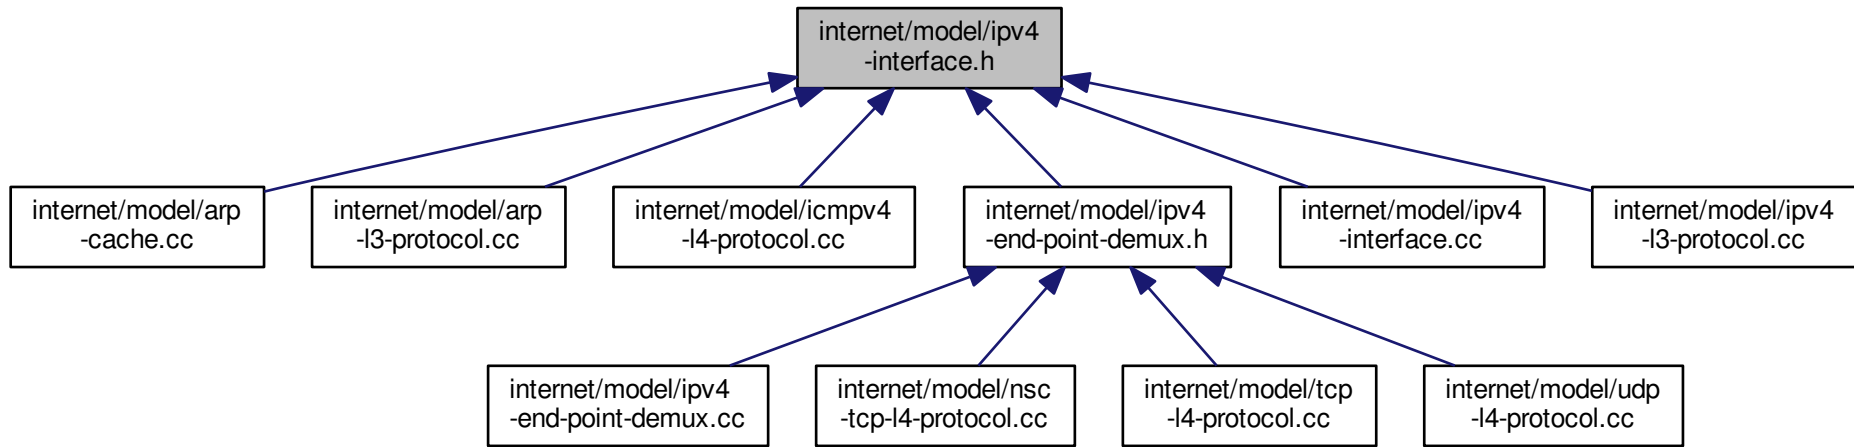 internet/model/ipv4
-interface.h
internet/model/arp
-cache.cc
internet/model/arp
-l3-protocol.cc
internet/model/icmpv4
-l4-protocol.cc
internet/model/ipv4
-end-point-demux.h
internet/model/ipv4
-interface.cc
internet/model/ipv4
-l3-protocol.cc
internet/model/ipv4
-end-point-demux.cc
internet/model/nsc
-tcp-l4-protocol.cc
internet/model/tcp
-l4-protocol.cc
internet/model/udp
-l4-protocol.cc